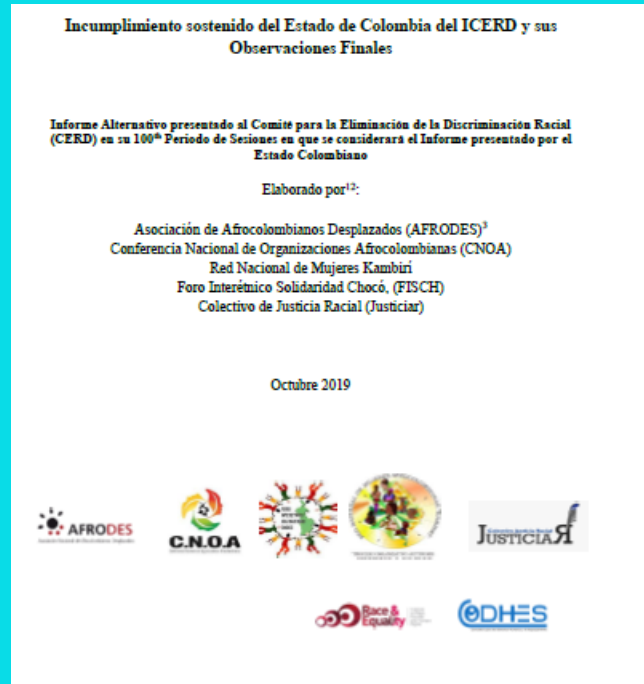 Incumplimiento sostenido del Estado de Colombia del ICERD y sus
Observaciones Finales
Informe Alternativo presentado al Comité para la Eliminación de la Discriminación Racial
(CERD) en su 100th Periodo de Sesiones en que se considerará el Informe presentado por el
Estado Colombiano
Elaborado por12:
Asociación de Afrocolombianos Desplazados (AFRODES)3
Conferencia Nacional de Organizaciones Afrocolombianas (CNOA)
Red Nacional de Mujeres Kambirí
Foro Interétnico Solidaridad Chocó, (FISCH)
Colectivo de Justicia Racial (Justiciar)
Octubre 2019
AFRODES
C.N.O.A
JUSTICIAR
Race &
Equality
CODHES